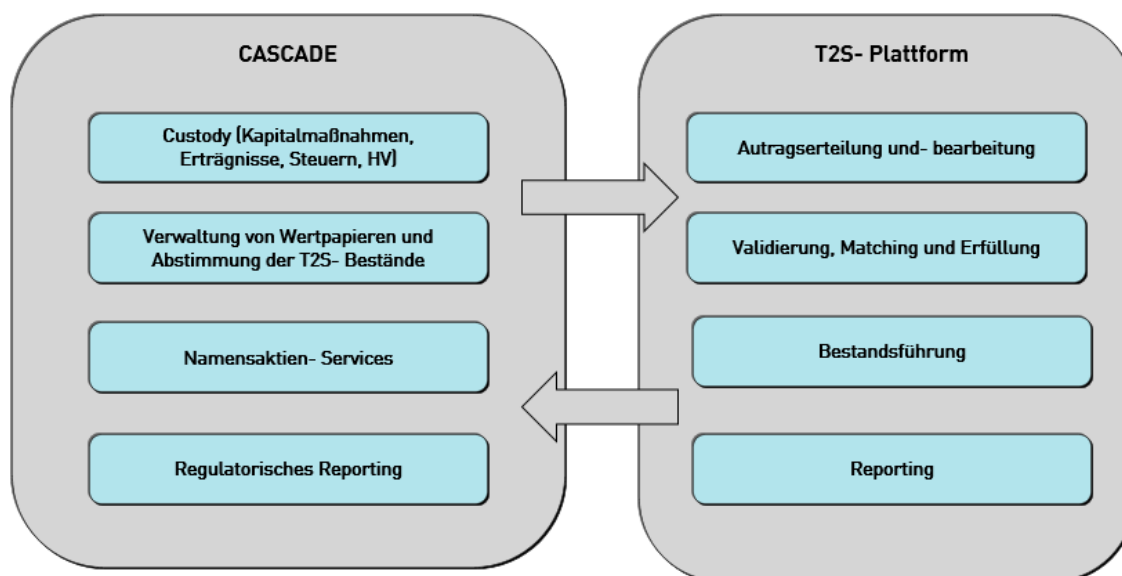 CASCADE
Custody (Kapitalmaßnahmen,
Erträgnisse, Steuern, HV)
Verwaltung von Wertpapieren und
Abstimmung der T2S- Bestände
Namensaktien- Services
Regulatorisches Reporting
T2S- Plattform
Autragserteilung und- bearbeitung
Validierung, Matching und Erfüllung
Bestandsführung
Reporting